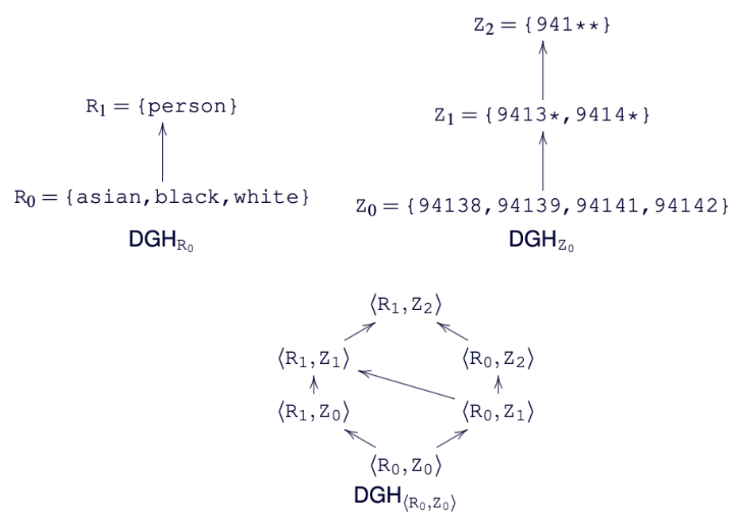 Z₂ = {941**}
R₁ = {person}
Z₁ = {9413*,9414*}
R₀ = {asian,black,white}
Z₀ = {94138,94139,94141,94142}
DGH_R₀
DGH_Z₀
⟨R₁,Z₂⟩
⟨R₁,Z₁⟩
⟨R₀,Z₂⟩
⟨R₁,Z₀⟩
⟨R₀,Z₁⟩
⟨R₀,Z₀⟩
DGH_⟨R₀,Z₀⟩